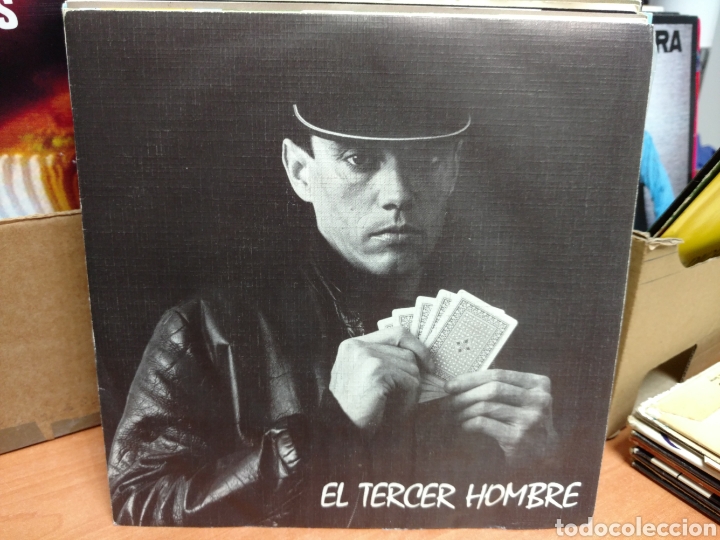 S
RA
EL TERCER HOMBRE
todocoleccion